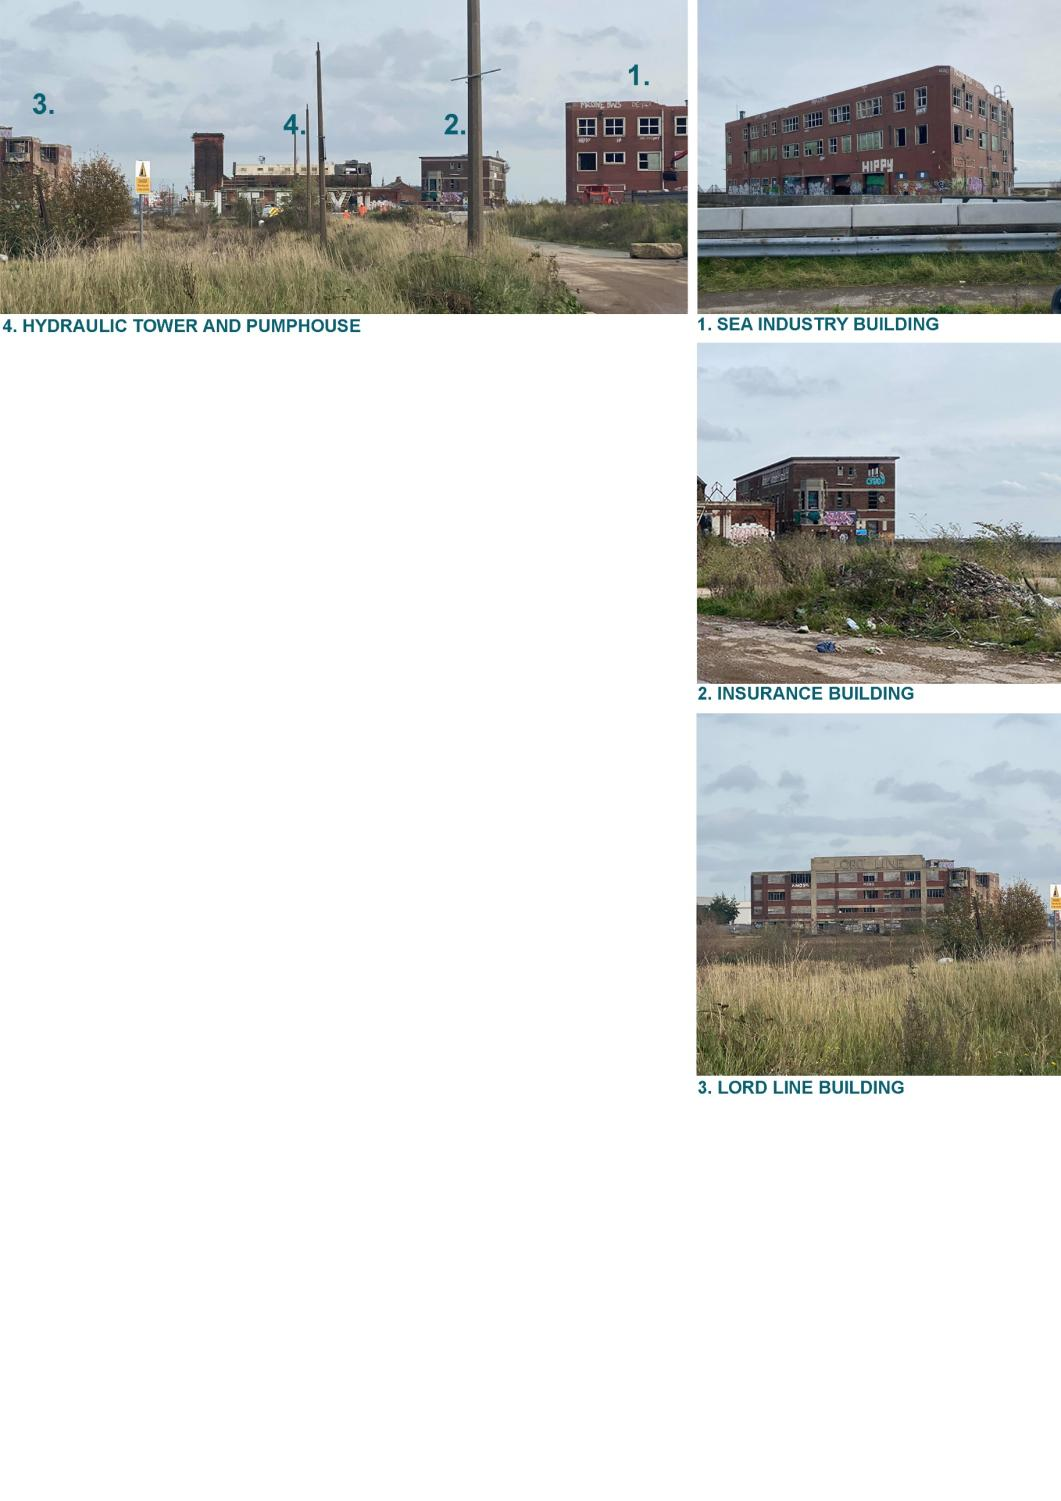 3.
4.
2.
1.
4. HYDRAULIC TOWER AND PUMPHOUSE
HIPPY
1. SEA INDUSTRY BUILDING
2. INSURANCE BUILDING
LORD LINE
3. LORD LINE BUILDING